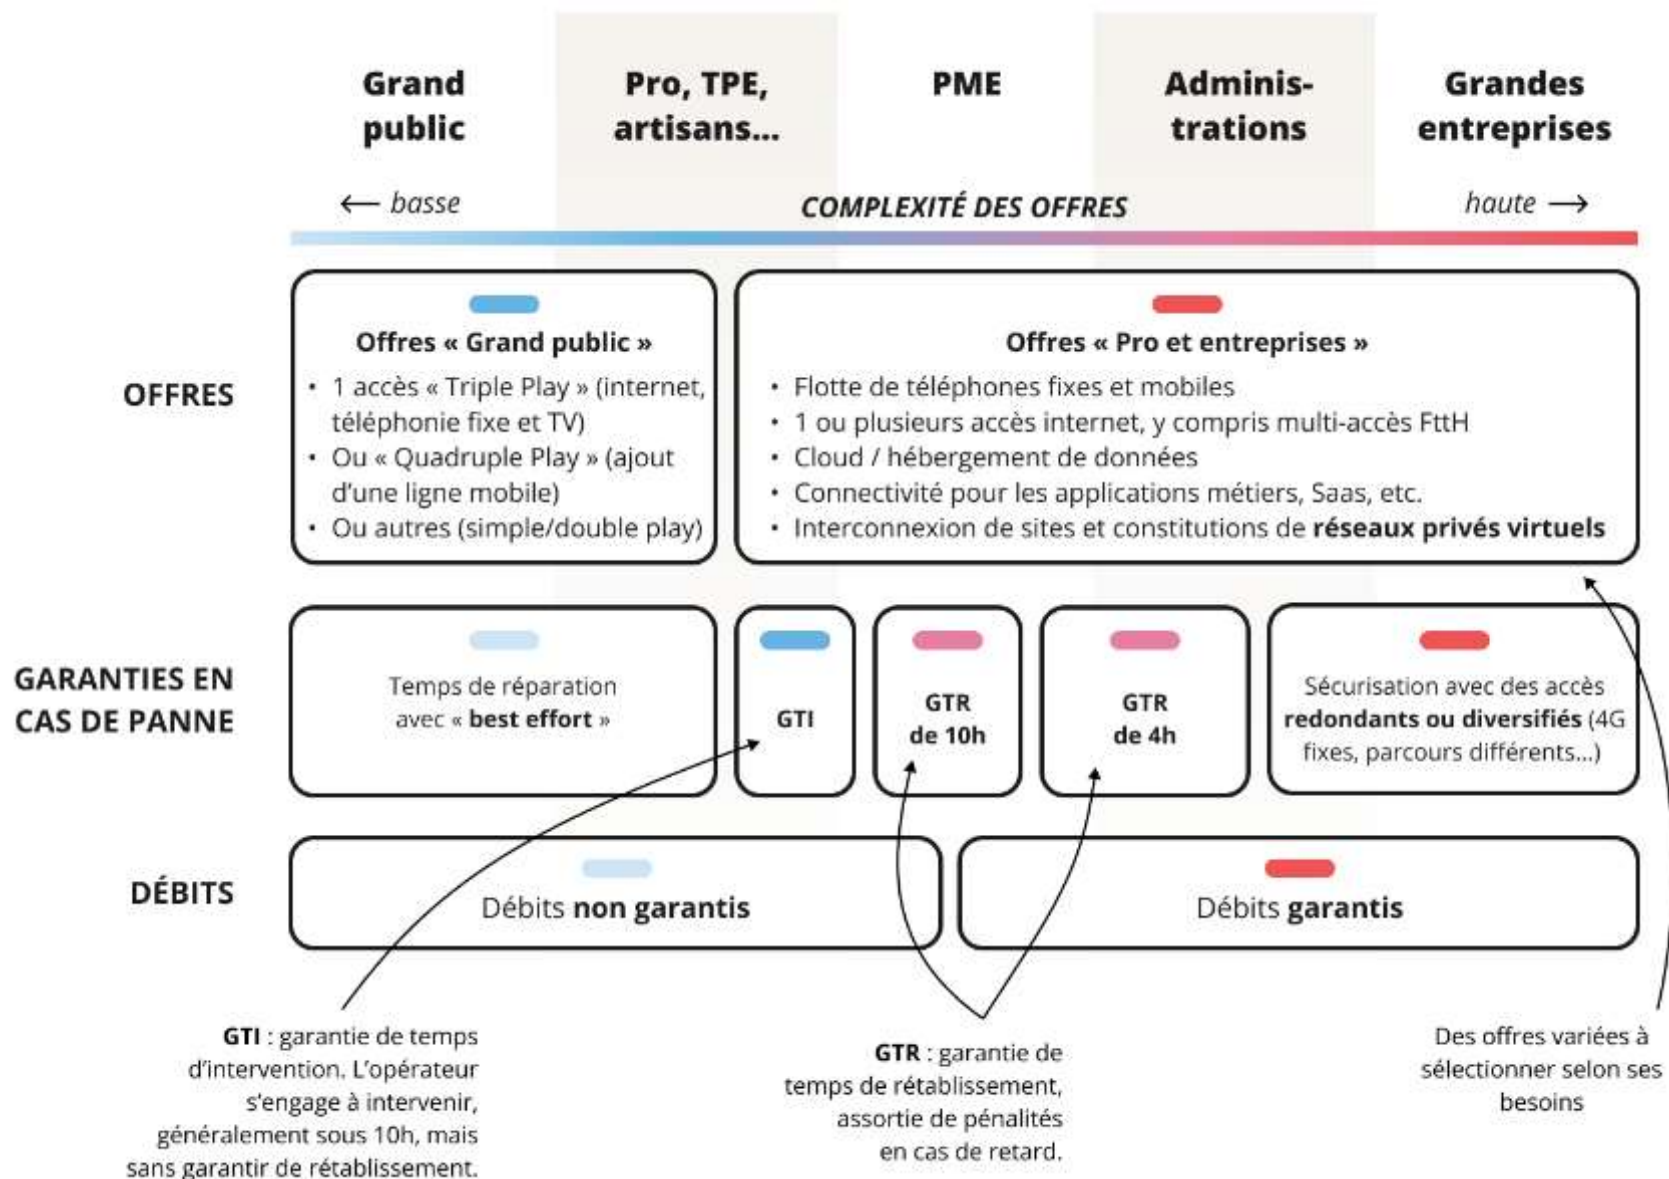 Grand
public
Pro, TPE,
artisans...
PME
Adminis-
trations
Grandes
entreprises
← basse
COMPLEXITÉ DES OFFRES
haute →
OFFRES
Offres « Grand public »
• 1 accès « Triple Play » (internet,
téléphonie fixe et TV)
• Ou « Quadruple Play » (ajout
d'une ligne mobile)
• Ou autres (simple/double play)
Offres « Pro et entreprises »
• Flotte de téléphones fixes et mobiles
• 1 ou plusieurs accès internet, y compris multi-accès FttH
• Cloud / hébergement de données
• Connectivité pour les applications métiers, Saas, etc.
• Interconnexion de sites et constitutions de réseaux privés virtuels
GARANTIES EN
CAS DE PANNE
Temps de réparation
avec « best effort »
GTI
GTR
de 10h
GTR
de 4h
Sécurisation avec des accès
redondants ou diversifiés (4G
fixes, parcours différents...)
DÉBITS
Débits non garantis
Débits garantis
GTI : garantie de temps
d'intervention. L'opérateur
s'engage à intervenir,
généralement sous 10h, mais
sans garantir de rétablissement.
GTR : garantie de
temps de rétablissement,
assortie de pénalités
en cas de retard.
Des offres variées à
sélectionner selon ses
besoins